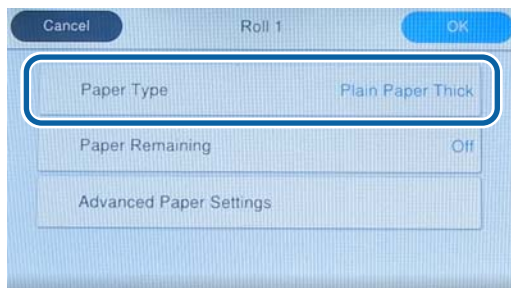 Cancel Roll 1 OK
Paper Type Plain Paper Thick
Paper Remaining Off
Advanced Paper Settings